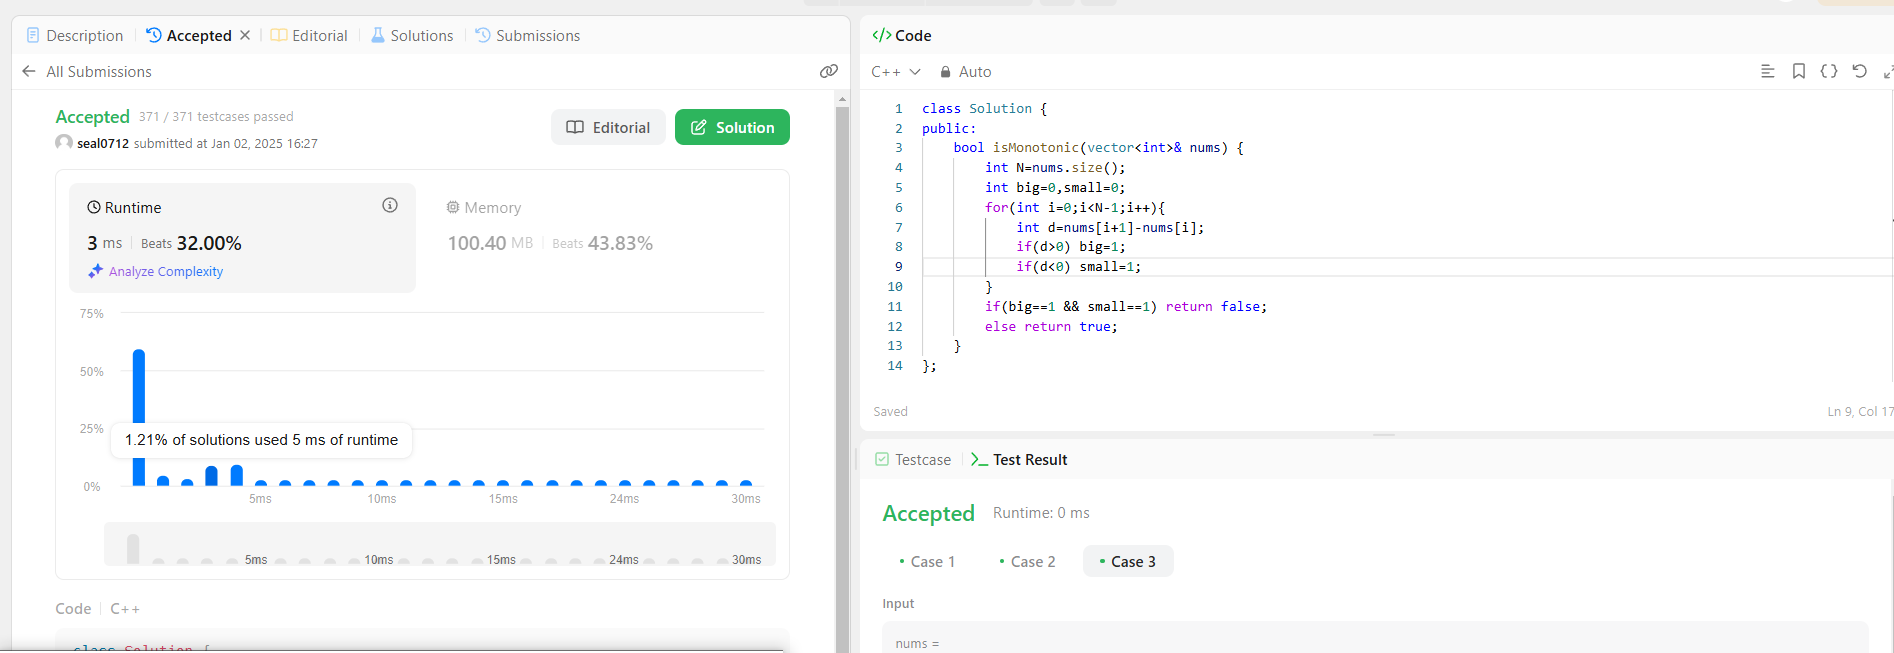 Description
Accepted
Editorial
Solutions
Submissions
All Submissions
Accepted 371 / 371 testcases passed
seal0712 submitted at Jan 02, 2025 16:27
Editorial
Solution
Runtime
3 ms Beats 32.00%
Analyze Complexity
Memory
100.40 MB Beats 43.83%
75%
50%
25%
0%
1.21% of solutions used 5 ms of runtime
5ms 10ms 15ms 24ms 30ms
5ms 10ms 15ms 24ms 30ms
Code C++
class Solution {
</> Code
C++ Auto
1 class Solution {
2 public:
3 bool isMonotonic(vector<int>& nums) {
4 int N=nums.size();
5 int big=0,small=0;
6 for(int i=0;i<N-1;i++){
7 int d=nums[i+1]-nums[i];
8 if(d>0) big=1;
9 if(d<0) small=1;
10 }
11 if(big==1 && small==1) return false;
12 else return true;
13 }
14 };
Saved
Ln 9, Col 17
Testcase
Test Result
Accepted Runtime: 0 ms
Case 1
Case 2
Case 3
Input
nums =